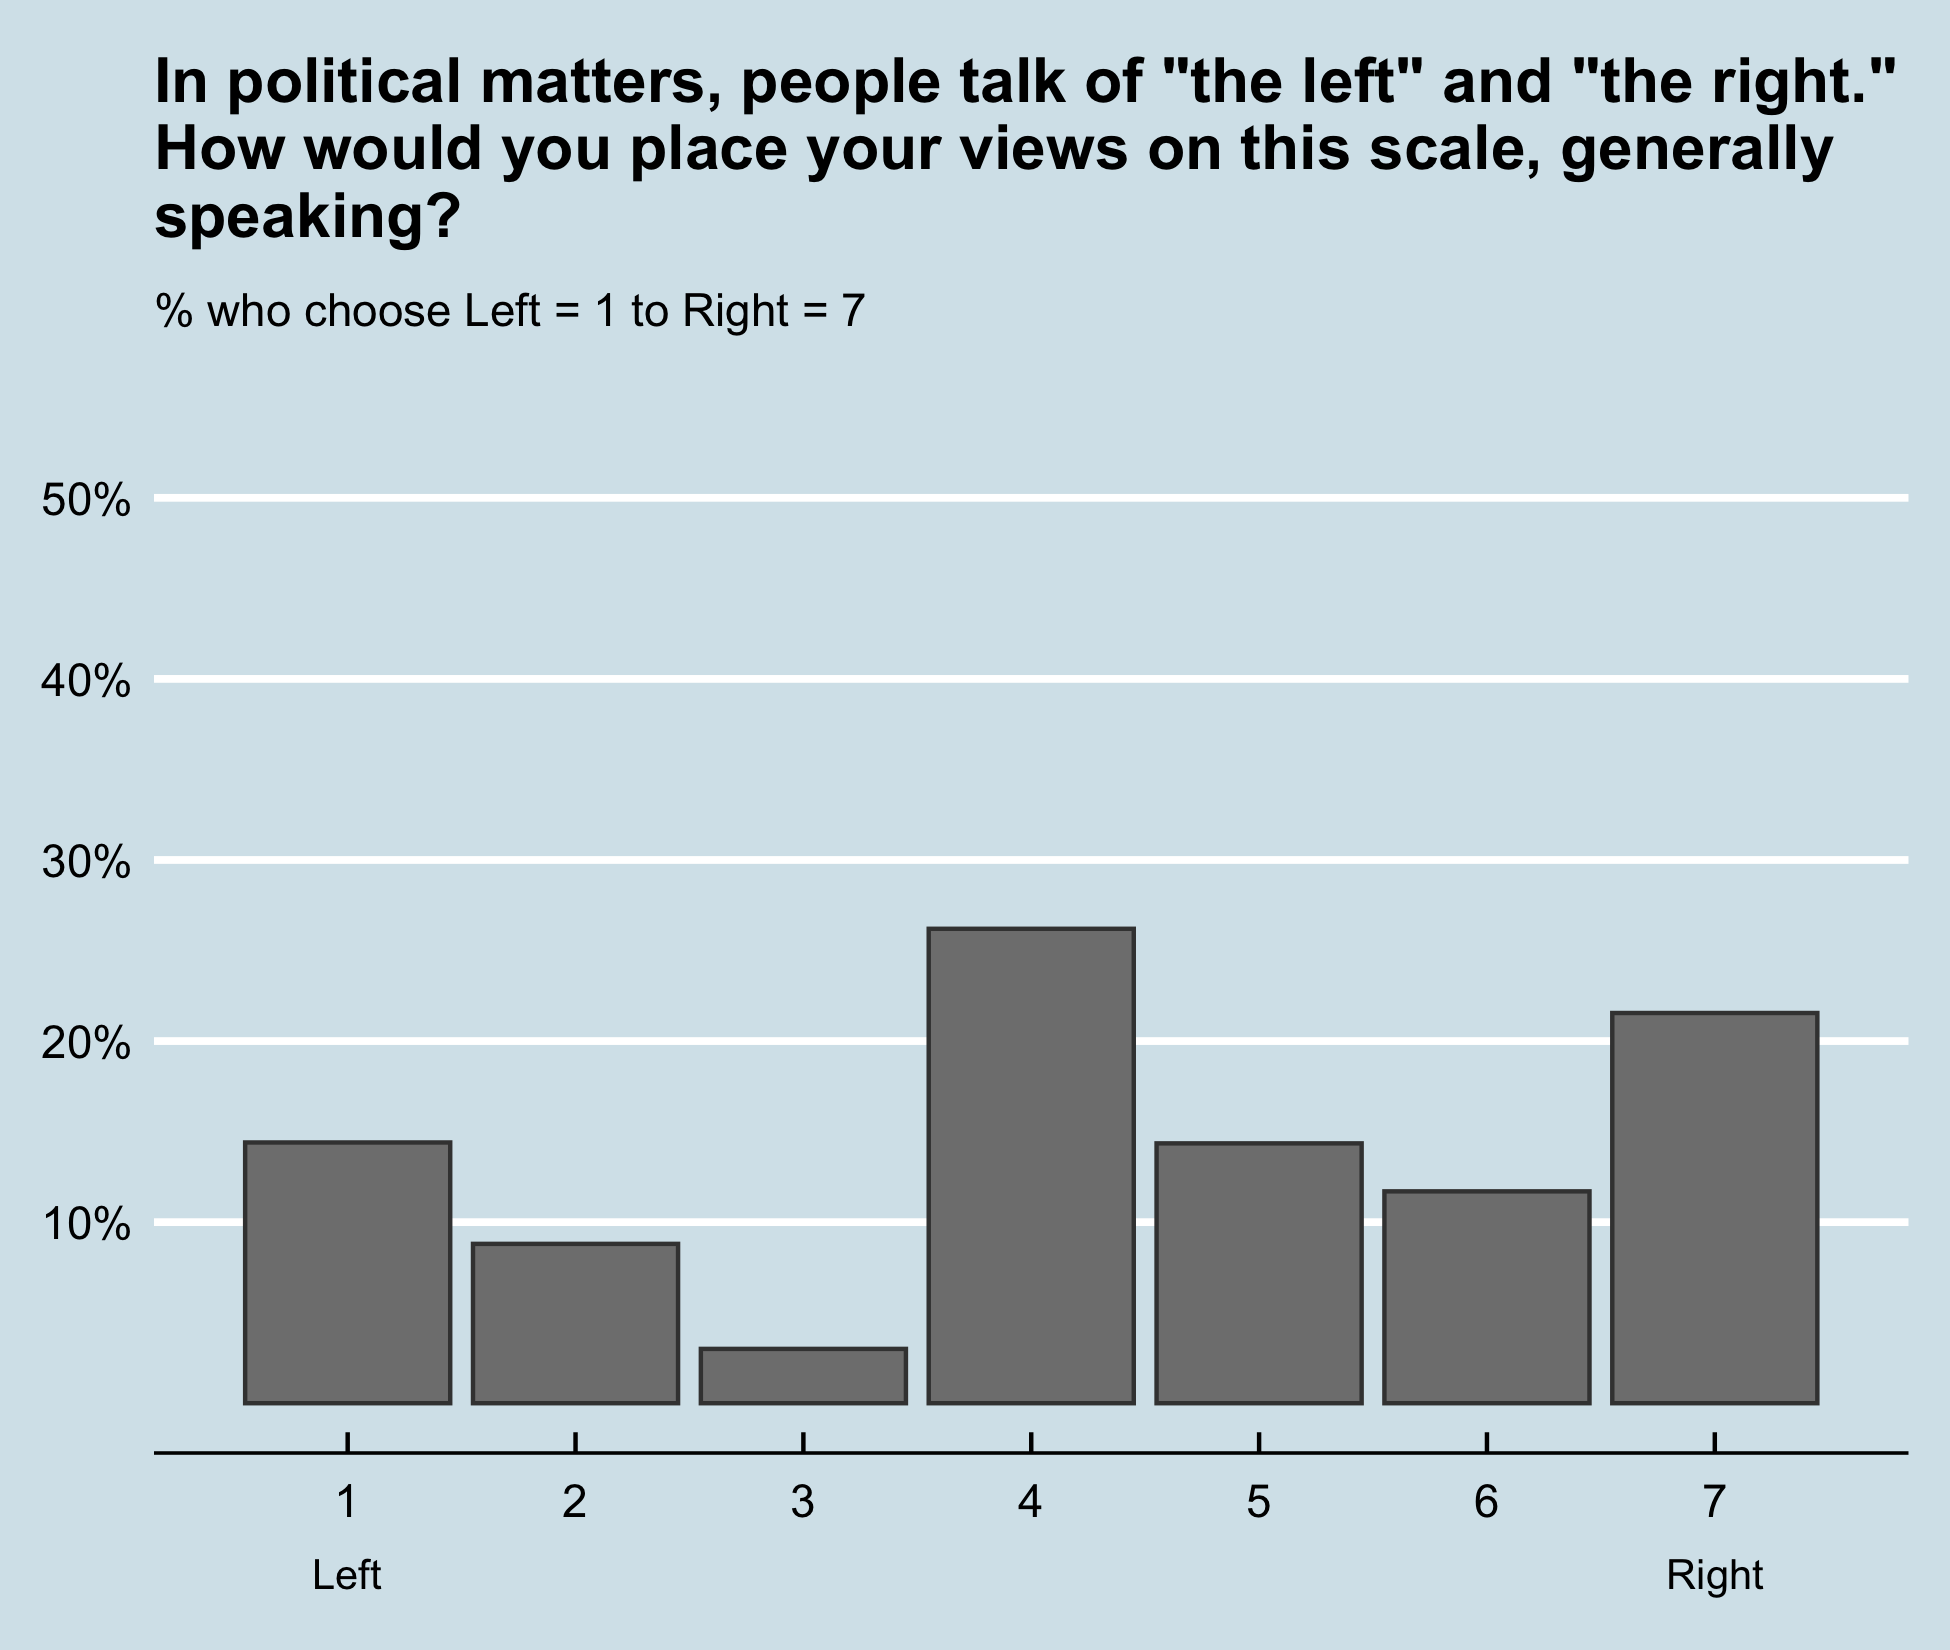 In political matters, people talk of "the left" and "the right."
How would you place your views on this scale, generally
speaking?
% who choose Left = 1 to Right = 7
50%
40%
30%
20%
10%
1 2 3 4 5 6 7
Left Right